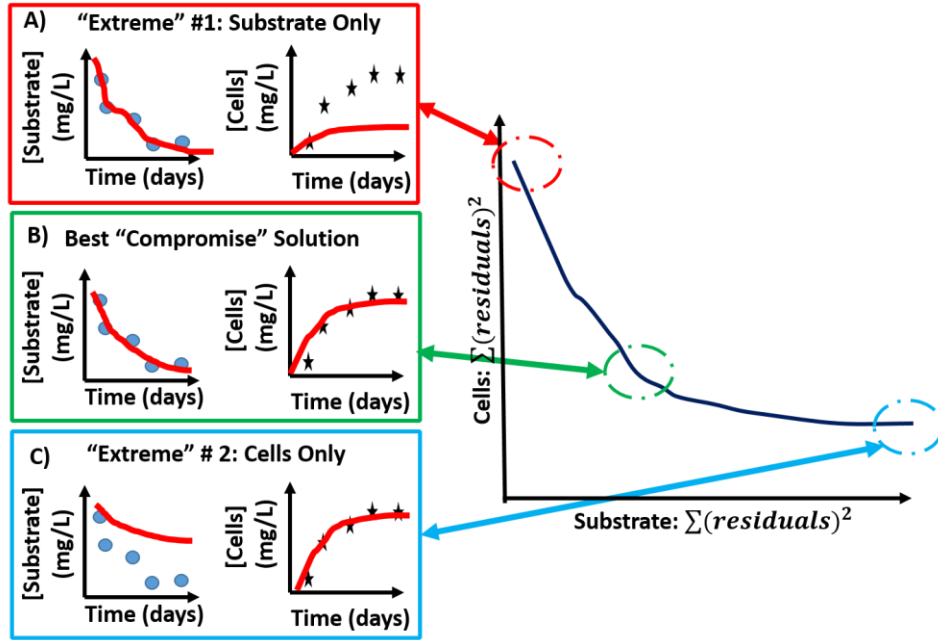 A) “Extreme” #1: Substrate Only
[Substrate]
(mg/L)
Time (days)
[Cells]
(mg/L)
Time (days)
B) Best “Compromise” Solution
[Substrate]
(mg/L)
Time (days)
[Cells]
(mg/L)
Time (days)
C) “Extreme” # 2: Cells Only
[Substrate]
(mg/L)
Time (days)
[Cells]
(mg/L)
Time (days)
Cells: ∑(residuals)²
Substrate: ∑(residuals)²